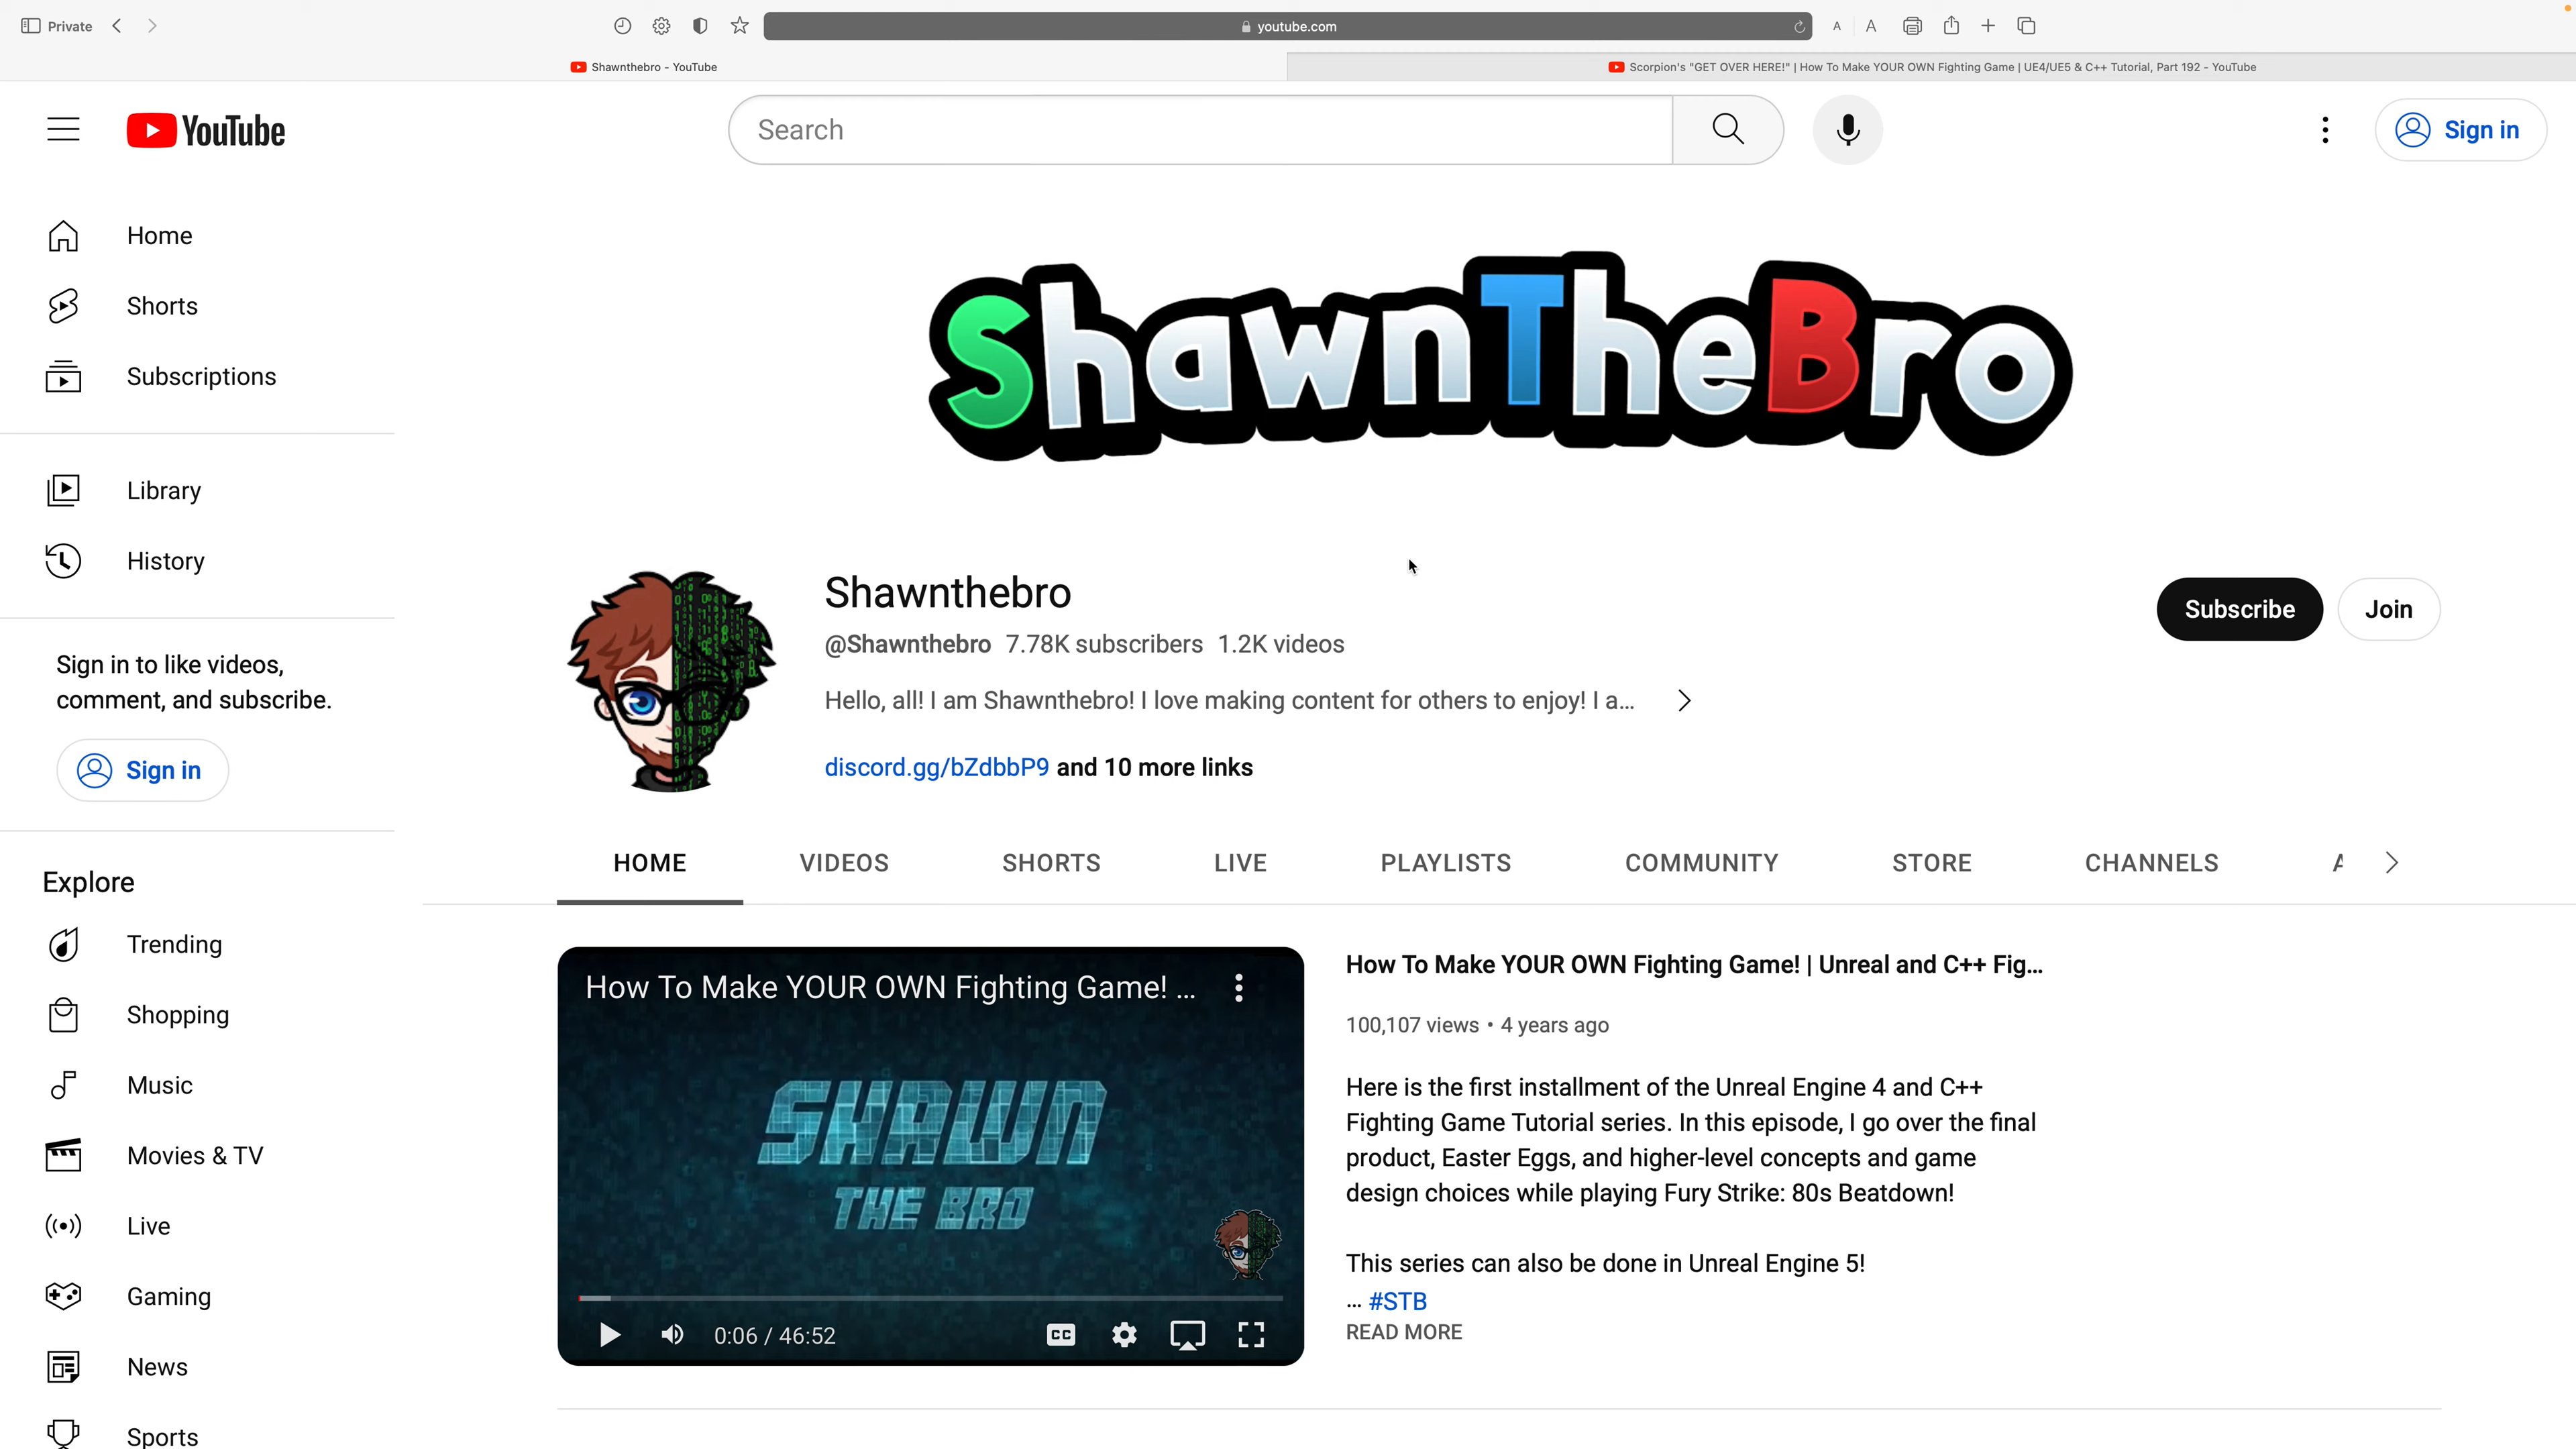 Private
youtube.com
A A
Shawnthebro - YouTube
Scorpion's "GET OVER HERE!" | How To Make YOUR OWN Fighting Game | UE4/UE5 & C++ Tutorial, Part 192 - YouTube
YouTube
Search
Sign in
Home
Shorts
Subscriptions
Library
History
Sign in to like videos,
comment, and subscribe.
Sign in
Explore
Trending
Shopping
Music
Movies & TV
Live
Gaming
News
Sports
ShawnTheBro
Shawnthebro
@Shawnthebro 7.78K subscribers 1.2K videos
Hello, all! I am Shawnthebro! I love making content for others to enjoy! I a...
discord.gg/bZdbbP9 and 10 more links
Subscribe
Join
HOME VIDEOS SHORTS LIVE PLAYLISTS COMMUNITY STORE CHANNELS
How To Make YOUR OWN Fighting Game! ...
SHAWN
THE BRO
0:06 / 46:52
CC
How To Make YOUR OWN Fighting Game! | Unreal and C++ Fig...
100,107 views • 4 years ago
Here is the first installment of the Unreal Engine 4 and C++
Fighting Game Tutorial series. In this episode, I go over the final
product, Easter Eggs, and higher-level concepts and game
design choices while playing Fury Strike: 80s Beatdown!
This series can also be done in Unreal Engine 5!
... #STB
READ MORE